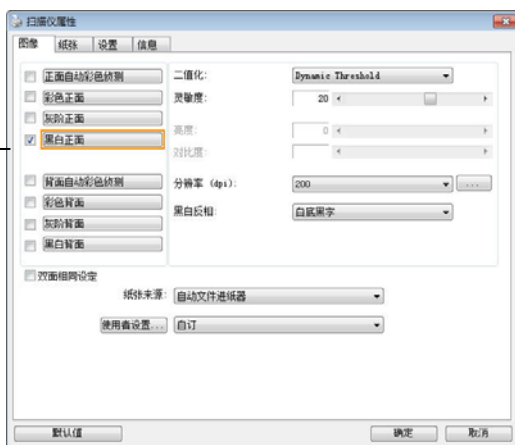 扫描仪属性
图像 纸张 设置 信息
正面自动彩色侦测 二值化: Dynamic Threshold
彩色正面 灵敏度: 20
灰阶正面 亮度: 0
黑白正面 对比度:
背面自动彩色侦测 分辨率 (dpi): 200 ...
彩色背面 黑白反相: 白底黑字
灰阶背面
黑白背面
双面相同设定
纸张来源: 自动文件进纸器
使用者设置... 自订
默认值 确定 取消